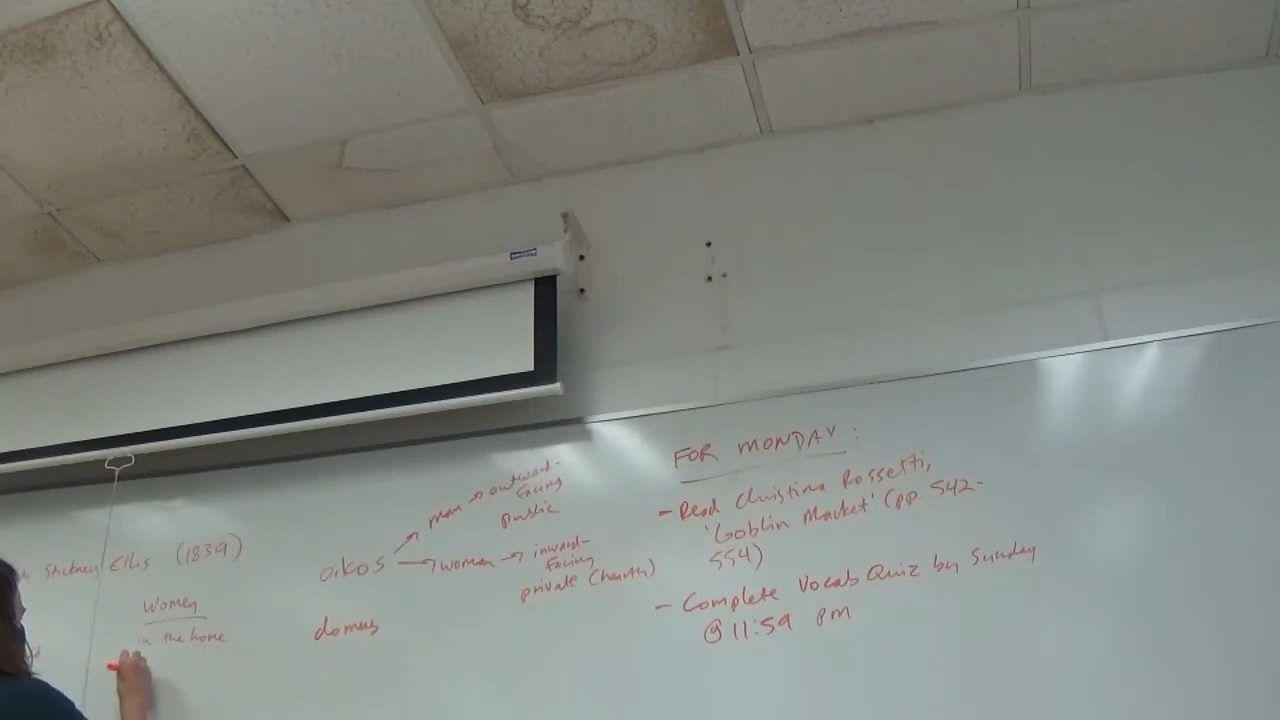 Stickney Ellis (1839)
Women
in the home
oikos
man → outward-
facing
public
→ woman → inward-
facing
private (hearth)
domus
FOR MONDAY:
- Read Christina Rossetti,
'Goblin Market' (pp. 542-
554)
- Complete Vocab Quiz by Sunday
@ 11:59 PM